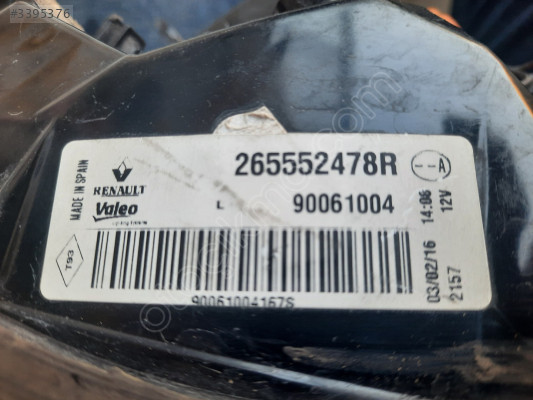 #3395376
MADE IN SPAIN
RENAULT
Valeo
T93
265552478R
L 90061004
90061004167S
--A
03/02/16 14:06 12V
2157